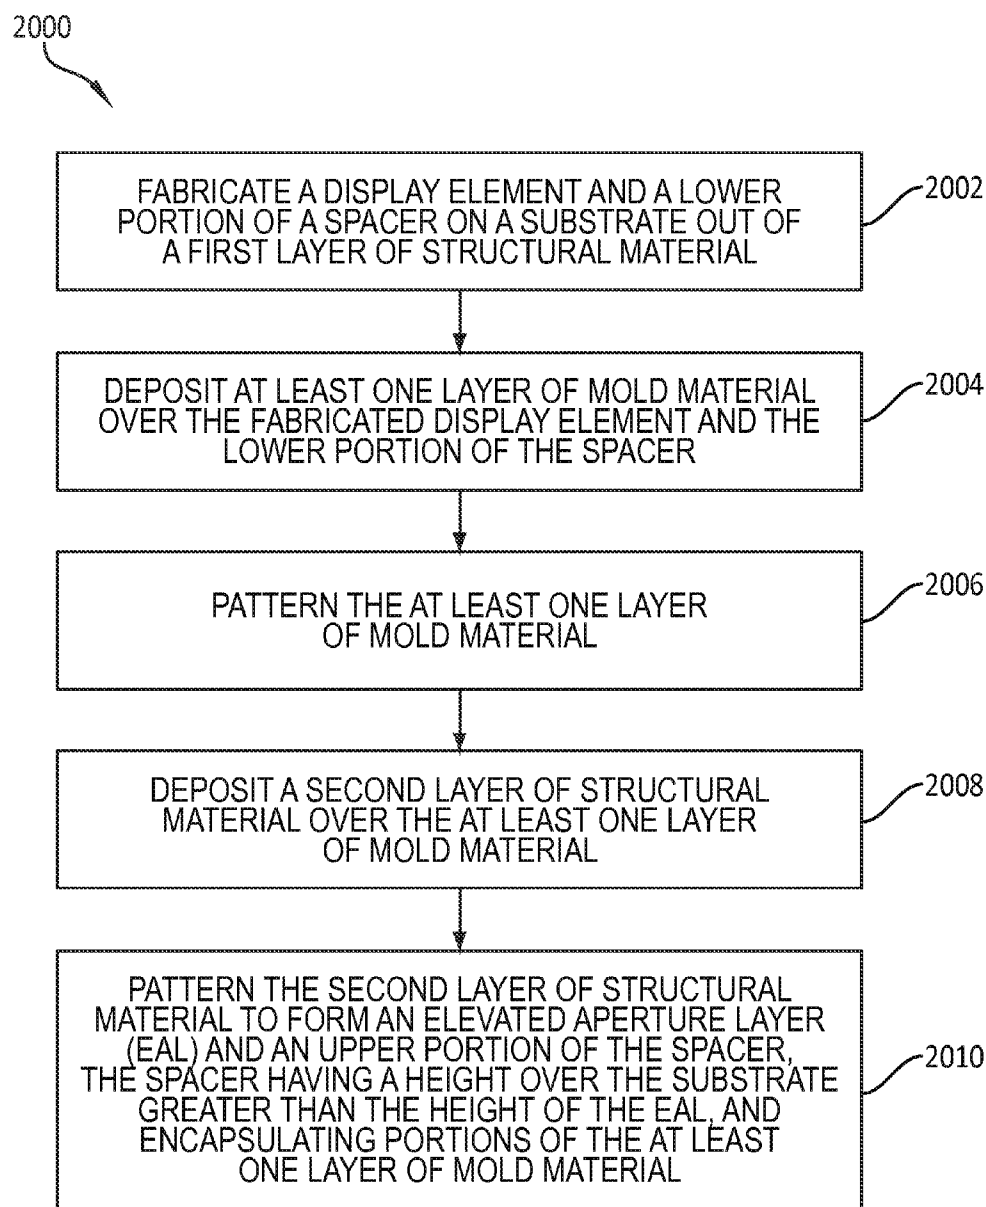 2000
FABRICATE A DISPLAY ELEMENT AND A LOWER
PORTION OF A SPACER ON A SUBSTRATE OUT OF
A FIRST LAYER OF STRUCTURAL MATERIAL
2002
DEPOSIT AT LEAST ONE LAYER OF MOLD MATERIAL
OVER THE FABRICATED DISPLAY ELEMENT AND THE
LOWER PORTION OF THE SPACER
2004
PATTERN THE AT LEAST ONE LAYER
OF MOLD MATERIAL
2006
DEPOSIT A SECOND LAYER OF STRUCTURAL
MATERIAL OVER THE AT LEAST ONE LAYER
OF MOLD MATERIAL
2008
PATTERN THE SECOND LAYER OF STRUCTURAL
MATERIAL TO FORM AN ELEVATED APERTURE LAYER
(EAL) AND AN UPPER PORTION OF THE SPACER,
THE SPACER HAVING A HEIGHT OVER THE SUBSTRATE
GREATER THAN THE HEIGHT OF THE EAL, AND
ENCAPSULATING PORTIONS OF THE AT LEAST
ONE LAYER OF MOLD MATERIAL
2010